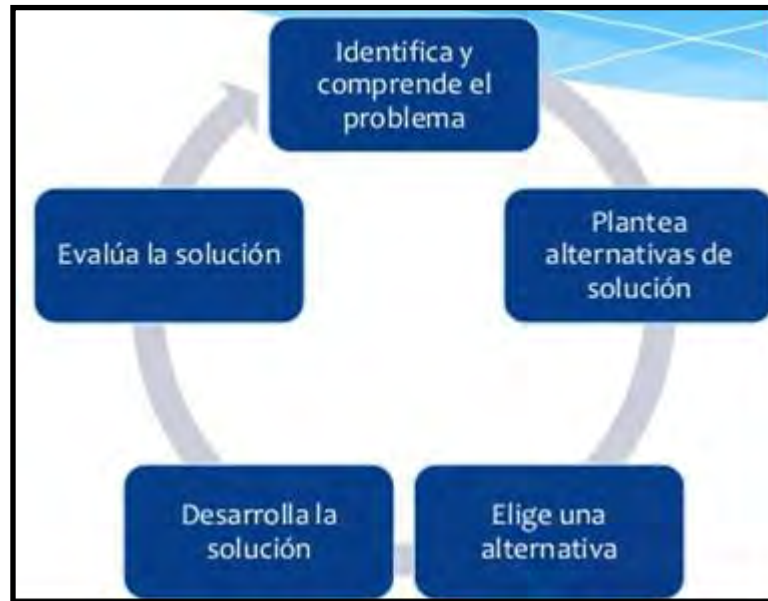 Identifica y
comprende el
problema
Plantea
alternativas de
solución
Elige una
alternativa
Desarrolla la
solución
Evalúa la solución